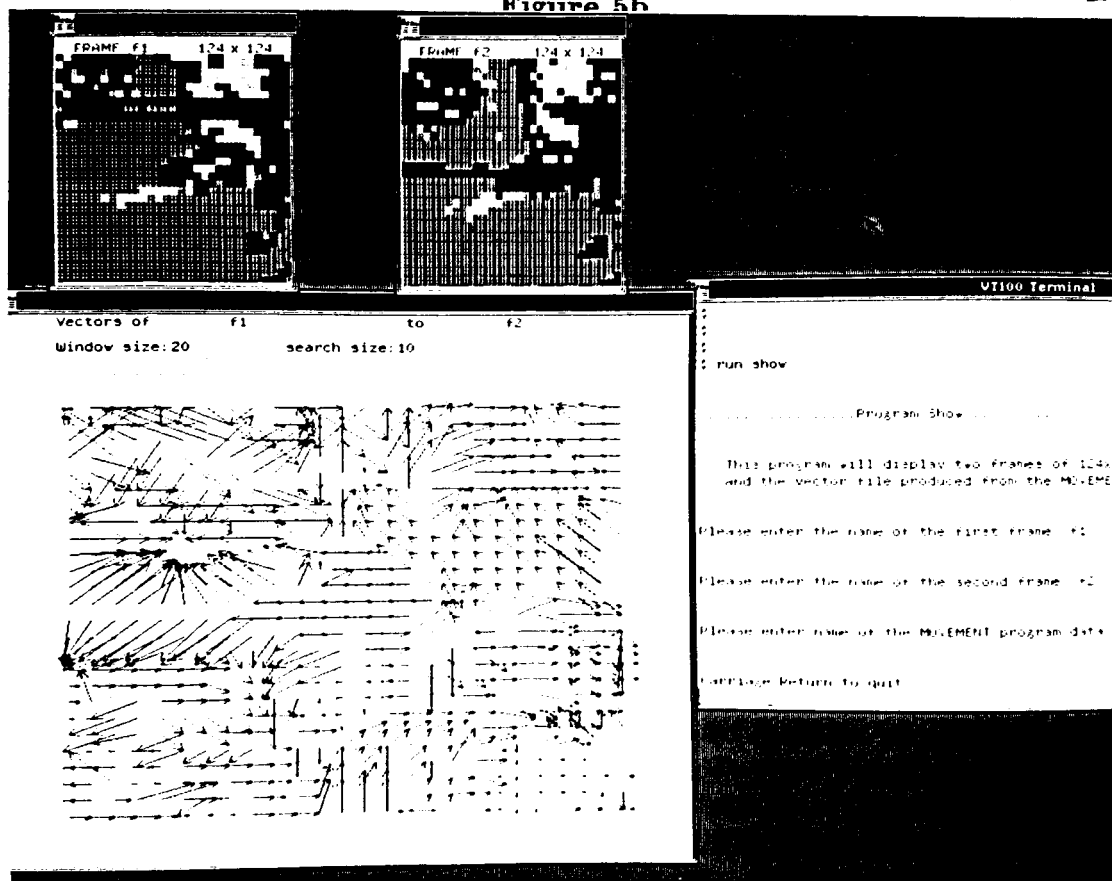 Figure 5b
FRAME f1 124 x 124
FRAME f2 124 x 124
Vectors of f1 to f2
Window size:20 search size:10
VT100 Terminal
run show
Program Show
This program will display two frames of 124x
and the vector file produced from the MOVEME
Please enter the name of the first frame f1
Please enter the name of the second frame f2
Please enter name of the MOVEMENT program data
Carriage Return to quit